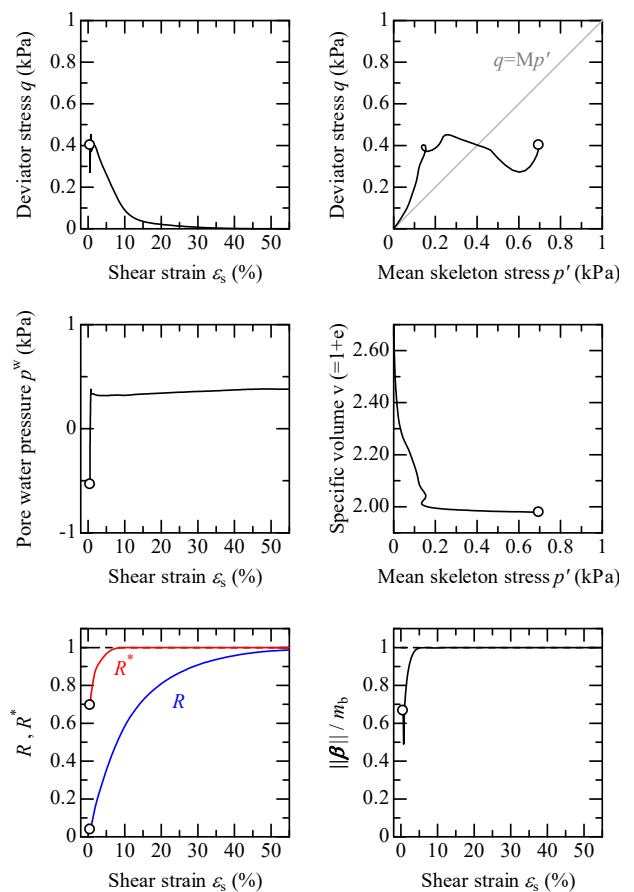 Deviator stress q (kPa)
1
0.8
0.6
0.4
0.2
0
0 10 20 30 40 50
Shear strain εs (%)
Deviator stress q (kPa)
1
0.8
0.6
0.4
0.2
0
q=Mp′
0 0.2 0.4 0.6 0.8 1
Mean skeleton stress p′ (kPa)
Pore water pressure pʷ (kPa)
1
0
-1
0 10 20 30 40 50
Shear strain εs (%)
Specific volume v (=1+e)
2.60
2.40
2.20
2.00
0 0.2 0.4 0.6 0.8 1
Mean skeleton stress p′ (kPa)
R , R*
1
0.8
0.6
0.4
0.2
0
R*
R
0 10 20 30 40 50
Shear strain εs (%)
||β|| / mb
1
0.8
0.6
0.4
0.2
0
0 10 20 30 40 50
Shear strain εs (%)